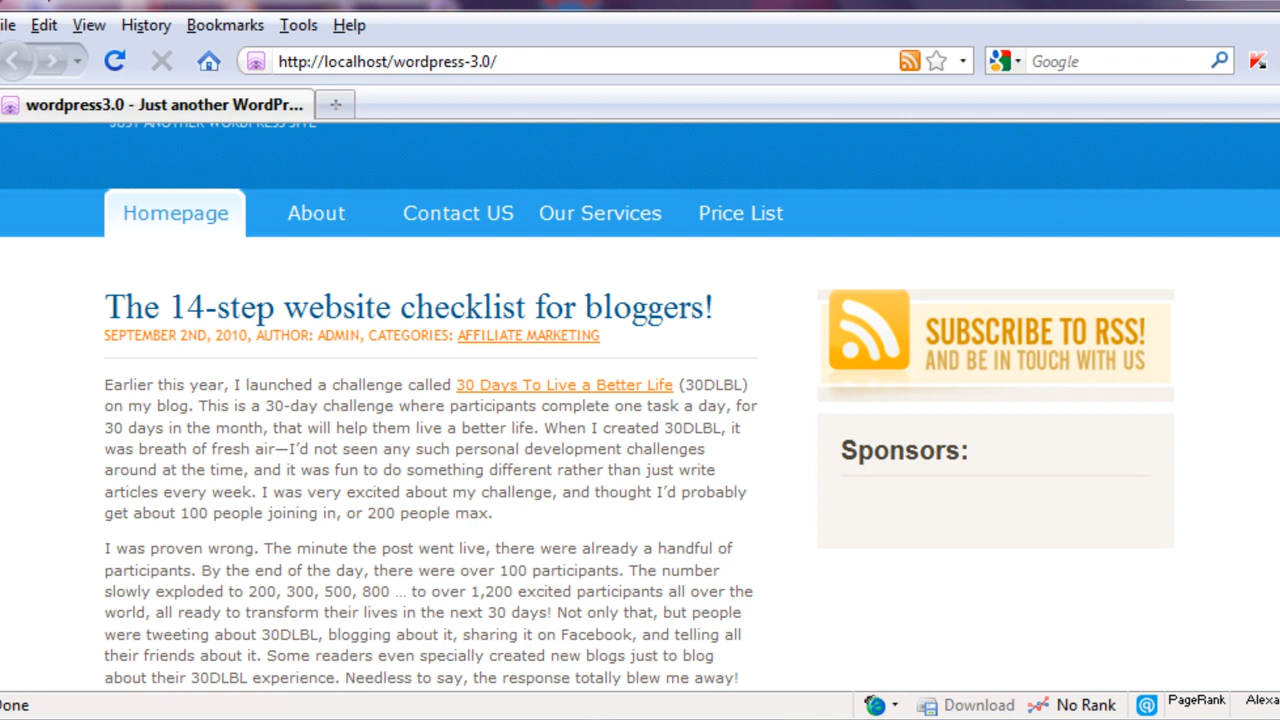 ile Edit View History Bookmarks Tools Help
http://localhost/wordpress-3.0/
Google
wordpress3.0 - Just another WordPr...
JUST ANOTHER WORDPRESS SITE
Homepage About Contact US Our Services Price List
The 14-step website checklist for bloggers!
SEPTEMBER 2ND, 2010, AUTHOR: ADMIN, CATEGORIES: AFFILIATE MARKETING
Earlier this year, I launched a challenge called 30 Days To Live a Better Life (30DLBL)
on my blog. This is a 30-day challenge where participants complete one task a day, for
30 days in the month, that will help them live a better life. When I created 30DLBL, it
was breath of fresh air—I’d not seen any such personal development challenges
around at the time, and it was fun to do something different rather than just write
articles every week. I was very excited about my challenge, and thought I’d probably
get about 100 people joining in, or 200 people max.
I was proven wrong. The minute the post went live, there were already a handful of
participants. By the end of the day, there were over 100 participants. The number
slowly exploded to 200, 300, 500, 800 … to over 1,200 excited participants all over the
world, all ready to transform their lives in the next 30 days! Not only that, but people
were tweeting about 30DLBL, blogging about it, sharing it on Facebook, and telling all
their friends about it. Some readers even specially created new blogs just to blog
about their 30DLBL experience. Needless to say, the response totally blew me away!
SUBSCRIBE TO RSS!
AND BE IN TOUCH WITH US
Sponsors:
one Download No Rank PageRank Alexa